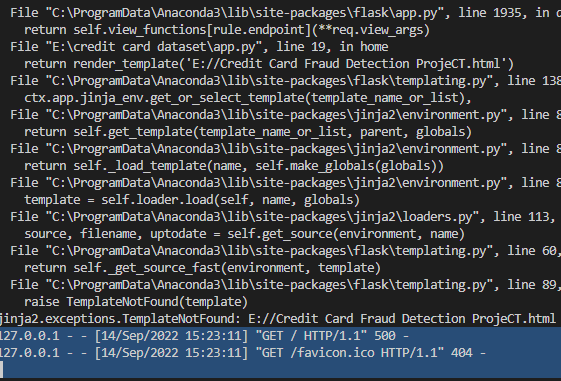 File "C:\ProgramData\Anaconda3\lib\site-packages\flask\app.py", line 1935, in
return self.view_functions[rule.endpoint](**req.view_args)
File "E:\credit card dataset\app.py", line 19, in home
return render_template('E://Credit Card Fraud Detection ProjeCT.html')
File "C:\ProgramData\Anaconda3\lib\site-packages\flask\templating.py", line 138
ctx.app.jinja_env.get_or_select_template(template_name_or_list),
File "C:\ProgramData\Anaconda3\lib\site-packages\jinja2\environment.py", line 8
return self.get_template(template_name_or_list, parent, globals)
File "C:\ProgramData\Anaconda3\lib\site-packages\jinja2\environment.py", line 8
return self._load_template(name, self.make_globals(globals))
File "C:\ProgramData\Anaconda3\lib\site-packages\jinja2\environment.py", line 8
template = self.loader.load(self, name, globals)
File "C:\ProgramData\Anaconda3\lib\site-packages\jinja2\loaders.py", line 113,
source, filename, uptodate = self.get_source(environment, name)
File "C:\ProgramData\Anaconda3\lib\site-packages\flask\templating.py", line 60,
return self._get_source_fast(environment, template)
File "C:\ProgramData\Anaconda3\lib\site-packages\flask\templating.py", line 89,
raise TemplateNotFound(template)
jinja2.exceptions.TemplateNotFound: E://Credit Card Fraud Detection ProjeCT.html
127.0.0.1 - - [14/Sep/2022 15:23:11] "GET / HTTP/1.1" 500 -
127.0.0.1 - - [14/Sep/2022 15:23:11] "GET /favicon.ico HTTP/1.1" 404 -